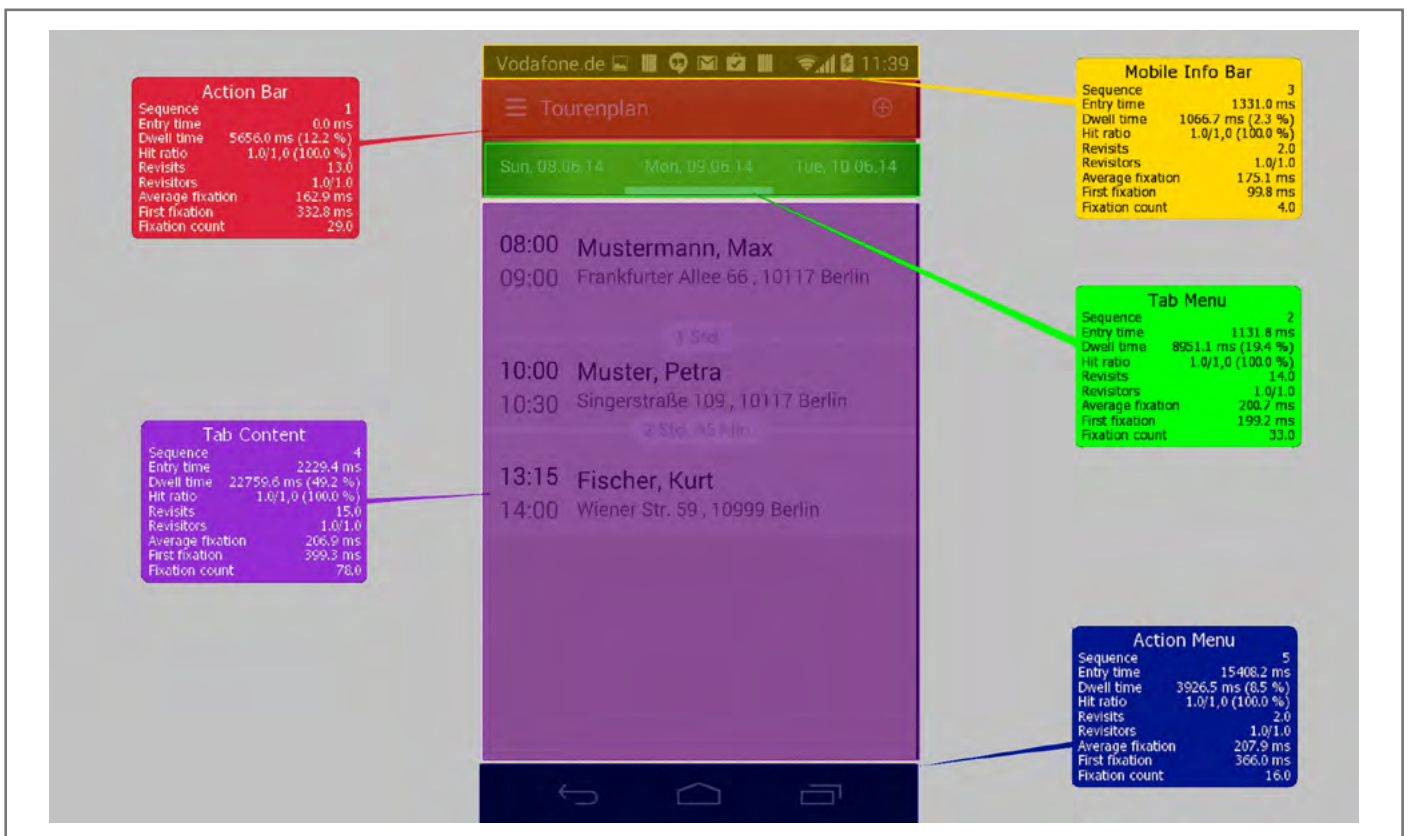 Vodafone.de 11:39
Tourenplan
Sun, 08.06.14 Mon, 09.06.14 Tue, 10.06.14
08:00 Mustermann, Max
09:00 Frankfurter Allee 66 , 10117 Berlin
1 Std.
10:00 Muster, Petra
10:30 Singerstraße 109 , 10117 Berlin
2 Std. 45 Min.
13:15 Fischer, Kurt
14:00 Wiener Str. 59 , 10999 Berlin
Action Bar
Sequence 1
Entry time 0.0 ms
Dwell time 5656.0 ms (12.2 %)
Hit ratio 1.0/1,0 (100.0 %)
Revisits 13.0
Revisitors 1.0/1.0
Average fixation 162.9 ms
First fixation 332.8 ms
Fixation count 29.0
Tab Content
Sequence 4
Entry time 2229.4 ms
Dwell time 22759.6 ms (49.2 %)
Hit ratio 1.0/1,0 (100.0 %)
Revisits 15.0
Revisitors 1.0/1.0
Average fixation 206.9 ms
First fixation 399.3 ms
Fixation count 78.0
Mobile Info Bar
Sequence 3
Entry time 1331.0 ms
Dwell time 1066.7 ms (2.3 %)
Hit ratio 1.0/1,0 (100.0 %)
Revisits 2.0
Revisitors 1.0/1.0
Average fixation 175.1 ms
First fixation 99.8 ms
Fixation count 4.0
Tab Menu
Sequence 2
Entry time 1131.8 ms
Dwell time 8951.1 ms (19.4 %)
Hit ratio 1.0/1,0 (100.0 %)
Revisits 14.0
Revisitors 1.0/1.0
Average fixation 200.7 ms
First fixation 199.2 ms
Fixation count 33.0
Action Menu
Sequence 5
Entry time 15408.2 ms
Dwell time 3926.5 ms (8.5 %)
Hit ratio 1.0/1,0 (100.0 %)
Revisits 2.0
Revisitors 1.0/1.0
Average fixation 207.9 ms
First fixation 366.0 ms
Fixation count 16.0